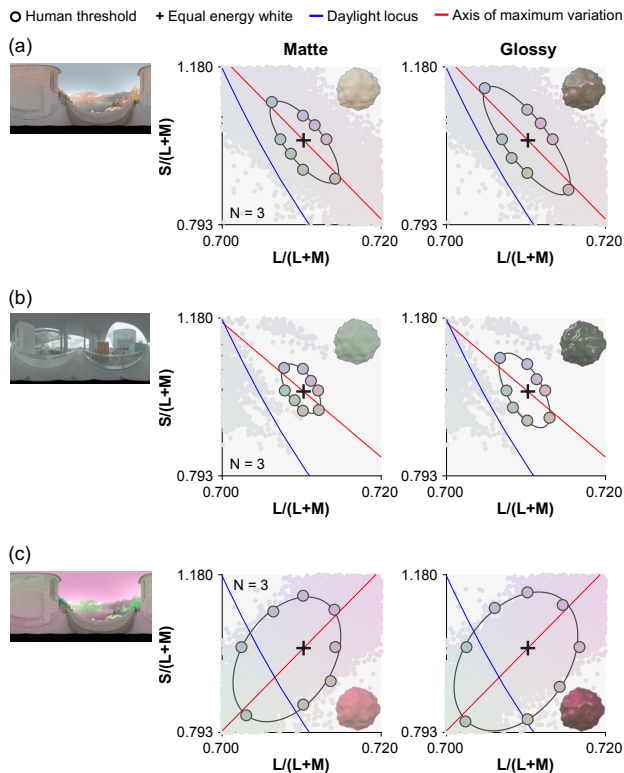 Human threshold + Equal energy white Daylight locus Axis of maximum variation
(a) Matte Glossy
1.180 1.180
S/(L+M)
N = 3
0.793 0.793
0.700 0.720 0.700 0.720
L/(L+M) L/(L+M)
(b)
1.180 1.180
S/(L+M)
N = 3
0.793 0.793
0.700 0.720 0.700 0.720
L/(L+M) L/(L+M)
(c)
1.180 1.180
N = 3
S/(L+M)
0.793 0.793
0.700 0.720 0.700 0.720
L/(L+M) L/(L+M)